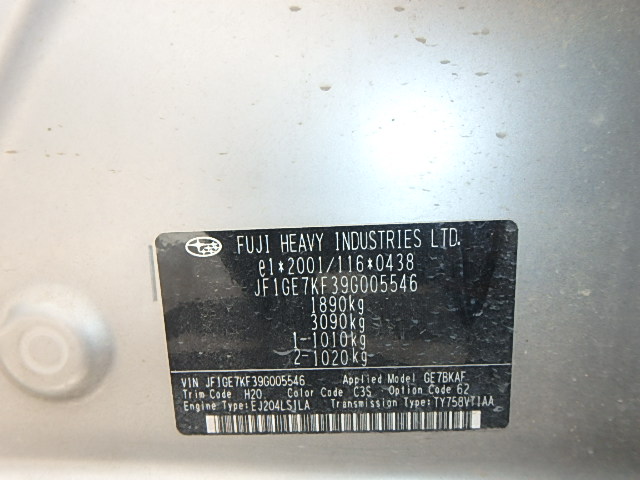 FUJI HEAVY INDUSTRIES LTD.
e1*2001/116*0438
JF1GE7KF39G005546
1890kg
3090kg
1-1010kg
2-1020kg
VIN JF1GE7KF39G005546 Applied Model GE7BKAF
Trim Code H20 Color Code C3S Option Code 62
Engine Type:EJ204LSJLA Transmission Type:TY758VT1AA